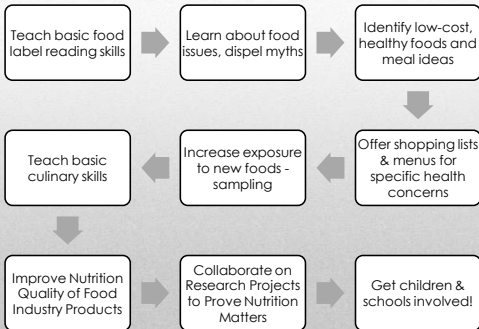 Teach basic food
label reading skills
Learn about food
issues, dispel myths
Identify low-cost,
healthy foods and
meal ideas
Offer shopping lists
& menus for
specific health
concerns
Increase exposure
to new foods -
sampling
Teach basic
culinary skills
Improve Nutrition
Quality of Food
Industry Products
Collaborate on
Research Projects
to Prove Nutrition
Matters
Get children &
schools involved!